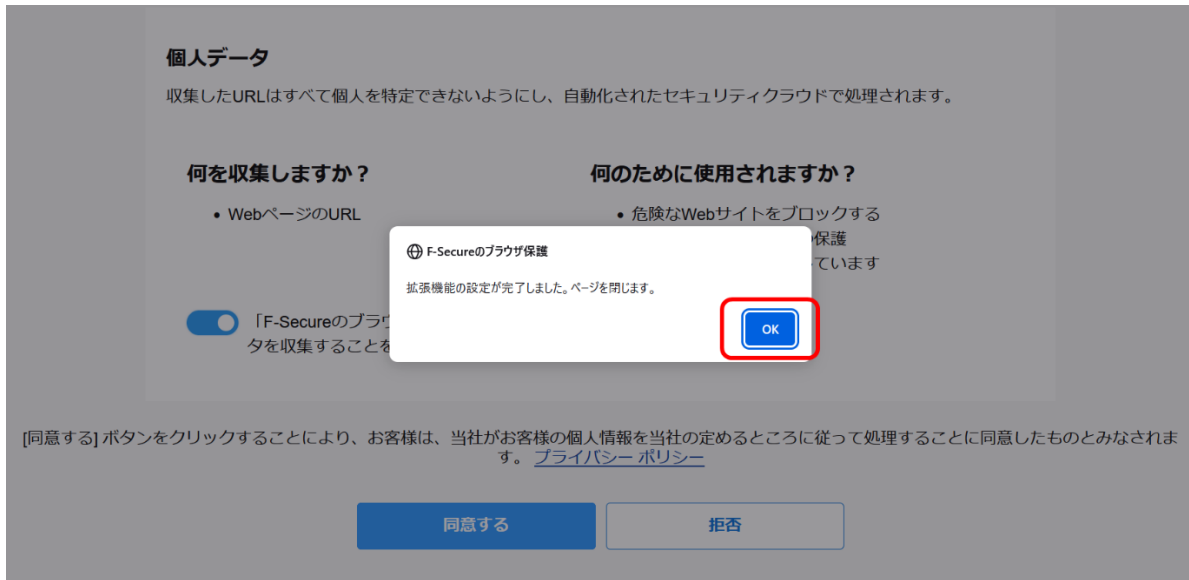 個人データ
収集したURLはすべて個人を特定できないようにし、自動化されたセキュリティクラウドで処理されます。
何を収集しますか？
• WebページのURL
何のために使用されますか？
• 危険なWebサイトをブロックする
保護
ています
F-Secureのブラウザ保護
拡張機能の設定が完了しました。ページを閉じます。
OK
「F-Secureのブラウ
タを収集することを
[同意する] ボタンをクリックすることにより、お客様は、当社がお客様の個人情報を当社の定めるところに従って処理することに同意したものとみなされま
す。 プライバシー ポリシー
同意する
拒否